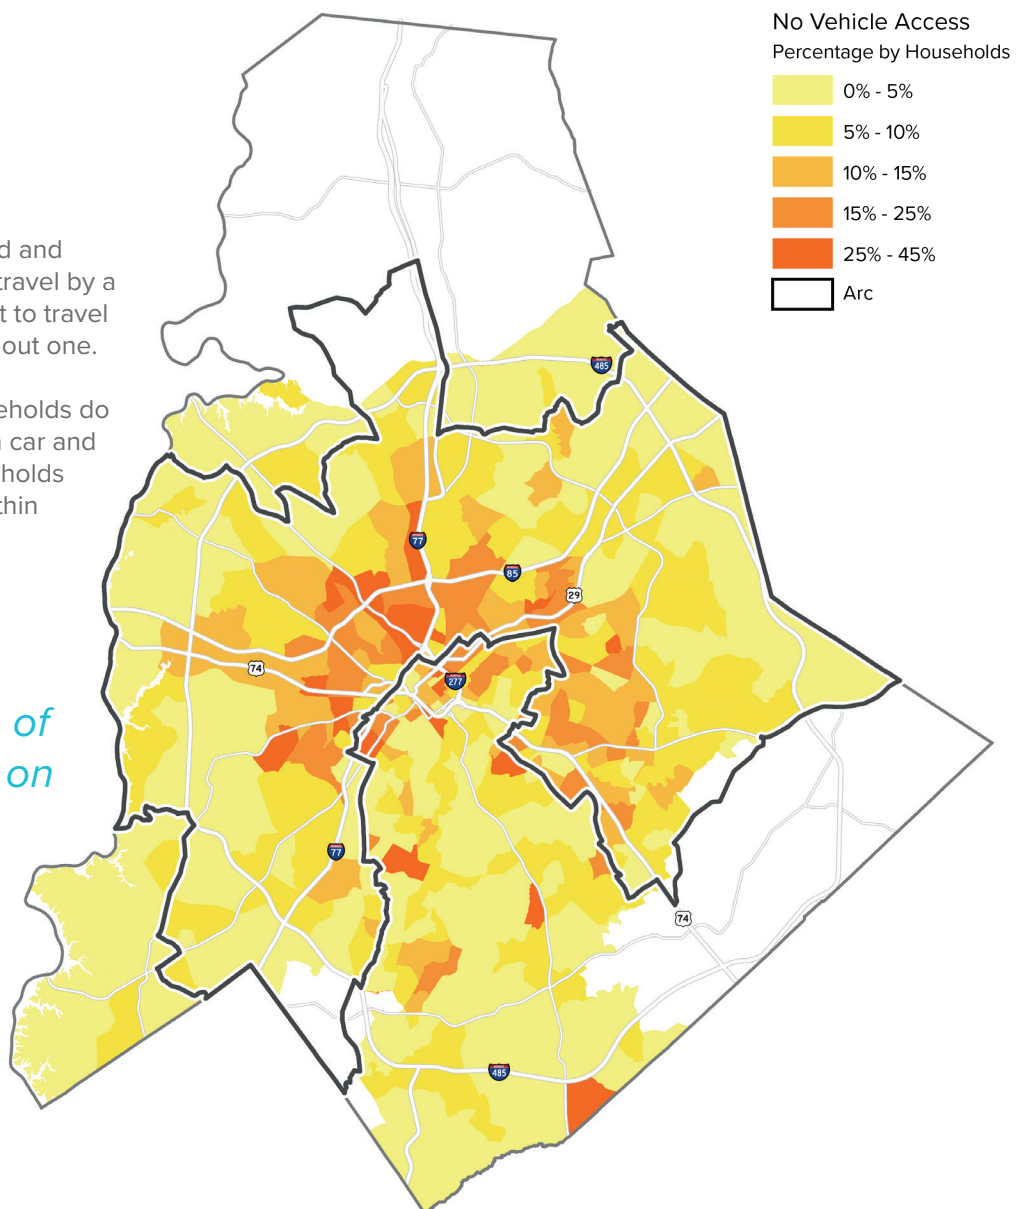 No Vehicle Access
Percentage by Households
0% - 5%
5% - 10%
10% - 15%
15% - 25%
25% - 45%
Arc
d and
travel by a
t to travel
out one.
eholds do
car and
holds
thin
of
on
485
77
85
29
74
277
77
74
485